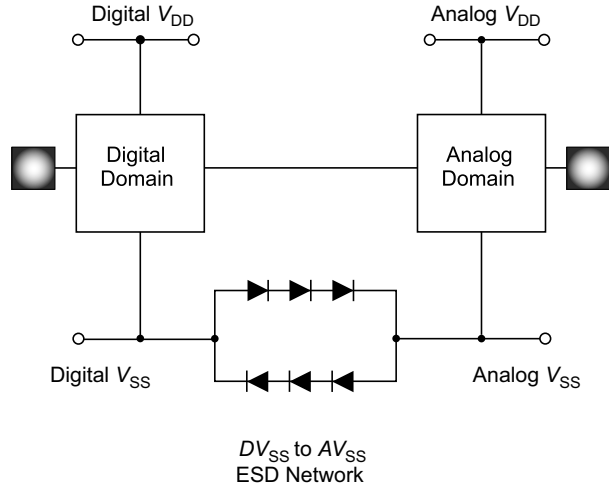 Digital VDD
Analog VDD
Digital
Domain
Analog
Domain
Digital VSS
Analog VSS
DVSS to AVSS
ESD Network